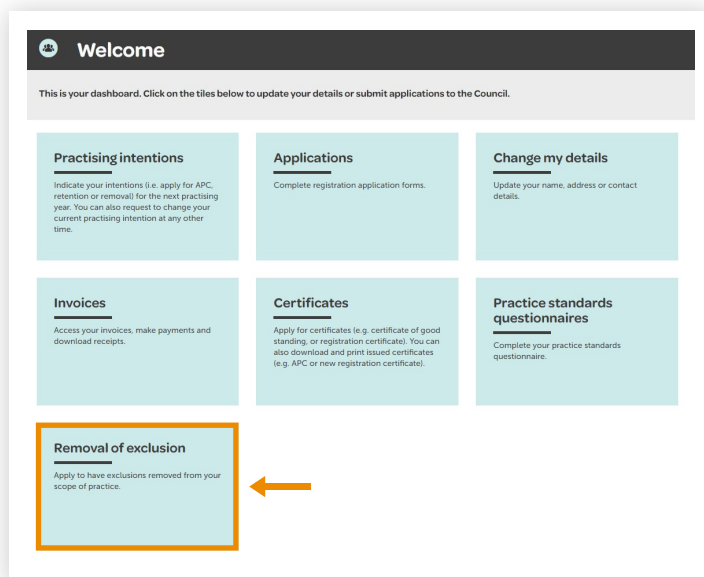 Welcome
This is your dashboard. Click on the tiles below to update your details or submit applications to the Council.
Practising intentions
Indicate your intentions (i.e. apply for APC,
retention or removal) for the next practising
year. You can also request to change your
current practising intention at any other
time.
Applications
Complete registration application forms.
Change my details
Update your name, address or contact
details.
Invoices
Access your invoices, make payments and
download receipts.
Certificates
Apply for certificates (e.g. certificate of good
standing, or registration certificate). You can
also download and print issued certificates
(e.g. APC or new registration certificate).
Practice standards
questionnaires
Complete your practice standards
questionnaire.
Removal of exclusion
Apply to have exclusions removed from your
scope of practice.